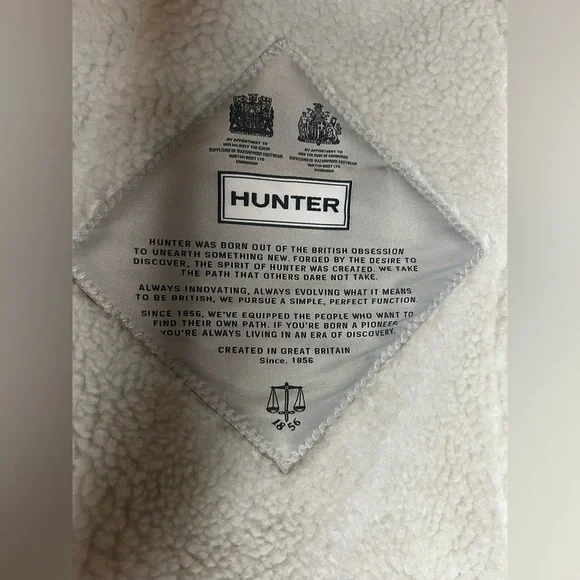 BY APPOINTMENT TO
HER MAJESTY THE QUEEN
SUPPLIERS OF WATERPROOF FOOTWEAR
HUNTER BOOT LTD
EDINBURGH
BY APPOINTMENT TO
HRH THE DUKE OF EDINBURGH
SUPPLIERS OF WATERPROOF FOOTWEAR
HUNTER BOOT LTD
EDINBURGH
HUNTER
HUNTER WAS BORN OUT OF THE BRITISH OBSESSION
TO UNEARTH SOMETHING NEW. FORGED BY THE DESIRE TO
DISCOVER, THE SPIRIT OF HUNTER WAS CREATED. WE TAKE
THE PATH THAT OTHERS DARE NOT TAKE.
ALWAYS INNOVATING, ALWAYS EVOLVING WHAT IT MEANS
TO BE BRITISH, WE PURSUE A SIMPLE, PERFECT FUNCTION.
SINCE 1856, WE'VE EQUIPPED THE PEOPLE WHO WANT TO
FIND THEIR OWN PATH. IF YOU'RE BORN A PIONEER
YOU'RE ALWAYS LIVING IN AN ERA OF DISCOVERY.
CREATED IN GREAT BRITAIN
Since. 1856
1856